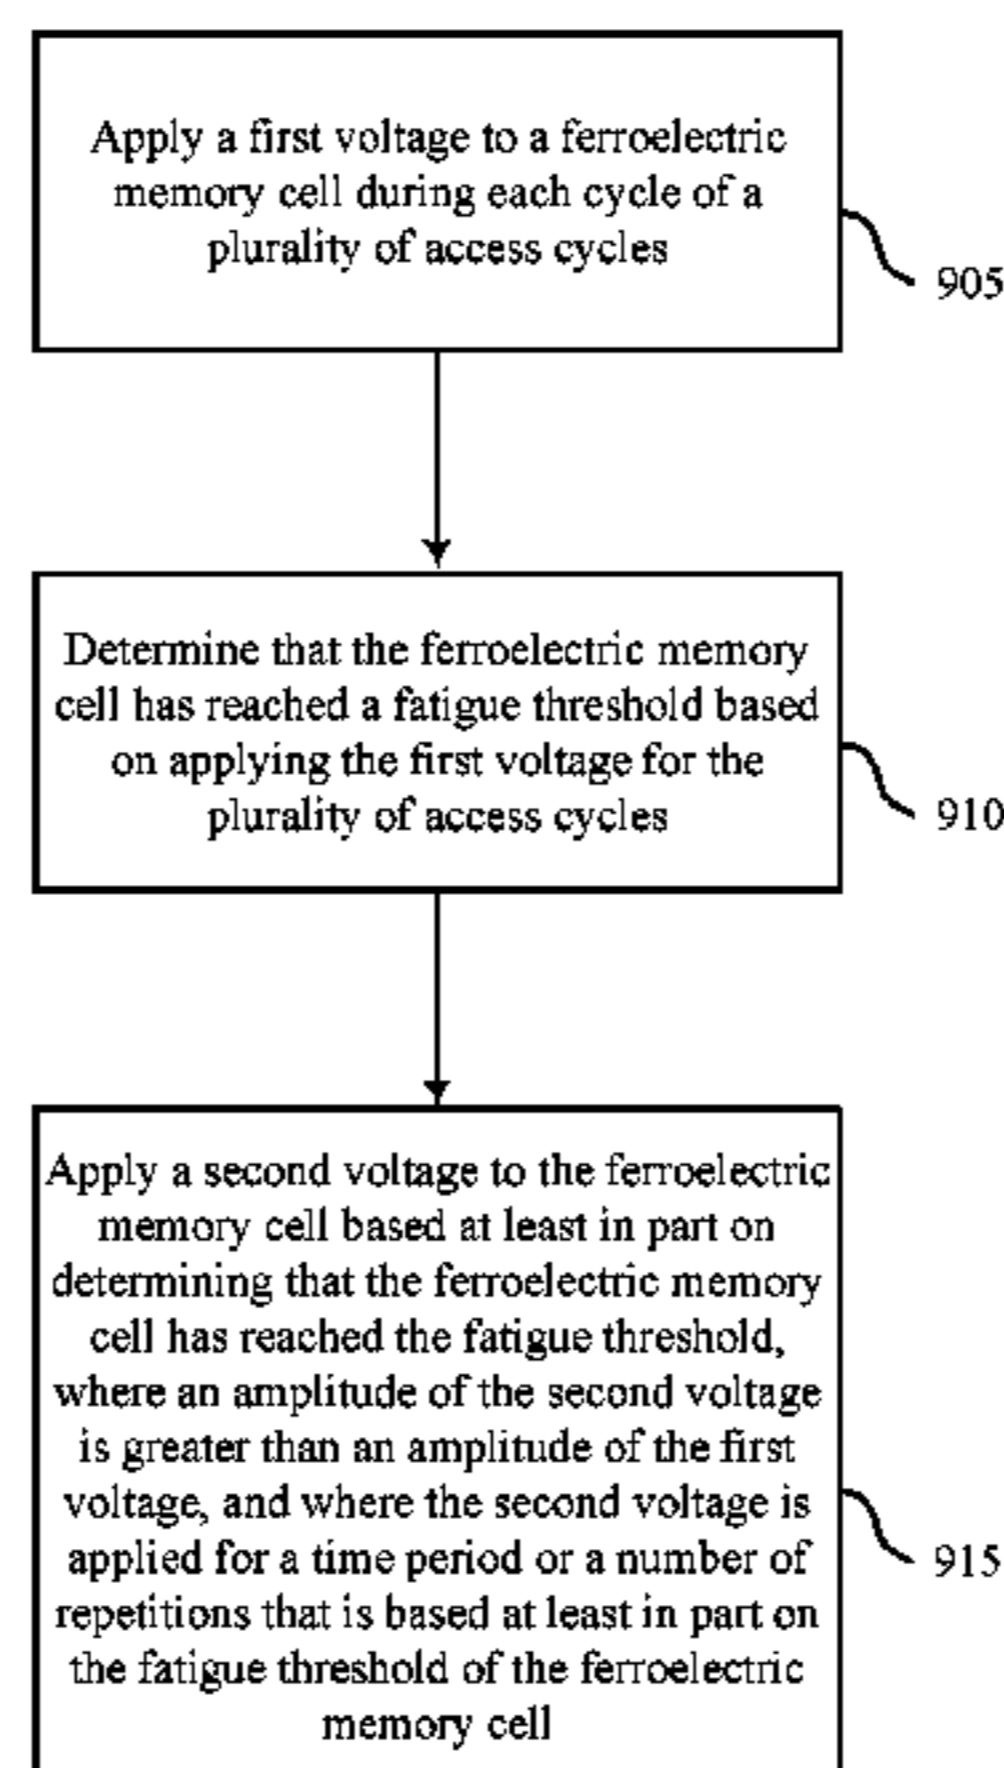 Apply a first voltage to a ferroelectric
memory cell during each cycle of a
plurality of access cycles
905
Determine that the ferroelectric memory
cell has reached a fatigue threshold based
on applying the first voltage for the
plurality of access cycles
910
Apply a second voltage to the ferroelectric
memory cell based at least in part on
determining that the ferroelectric memory
cell has reached the fatigue threshold,
where an amplitude of the second voltage
is greater than an amplitude of the first
voltage, and where the second voltage is
applied for a time period or a number of
repetitions that is based at least in part on
the fatigue threshold of the ferroelectric
memory cell
915